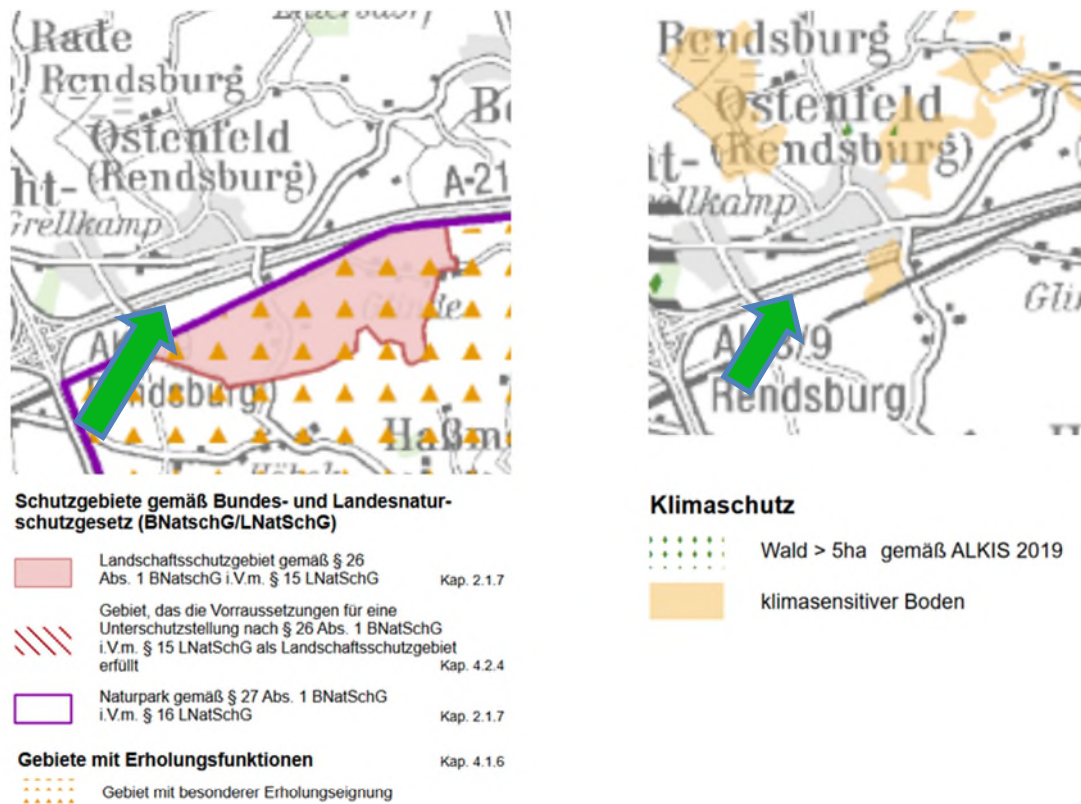 Rade
Rendsburg
Ostenfeld
(Rendsburg)
A-21
Glinde
Rendsburg)
Schutzgebiete gemäß Bundes- und Landesnatur-
schutzgesetz (BNatschG/LNatSchG)
Landschaftsschutzgebiet gemäß § 26
Abs. 1 BNatschG i.V.m. § 15 LNatSchG Kap. 2.1.7
Gebiet, das die Vorraussetzungen für eine
Unterschutzstellung nach § 26 Abs. 1 BNatSchG
i.V.m. § 15 LNatSchG als Landschaftsschutzgebiet
erfüllt Kap. 4.2.4
Naturpark gemäß § 27 Abs. 1 BNatSchG
i.V.m. § 16 LNatSchG Kap. 2.1.7
Gebiete mit Erholungsfunktionen Kap. 4.1.6
Gebiet mit besonderer Erholungseignung
Rendsburg
Ostenfeld
(Rendsburg)
Rendsburg
Klimaschutz
Wald > 5ha gemäß ALKIS 2019
klimasensitiver Boden